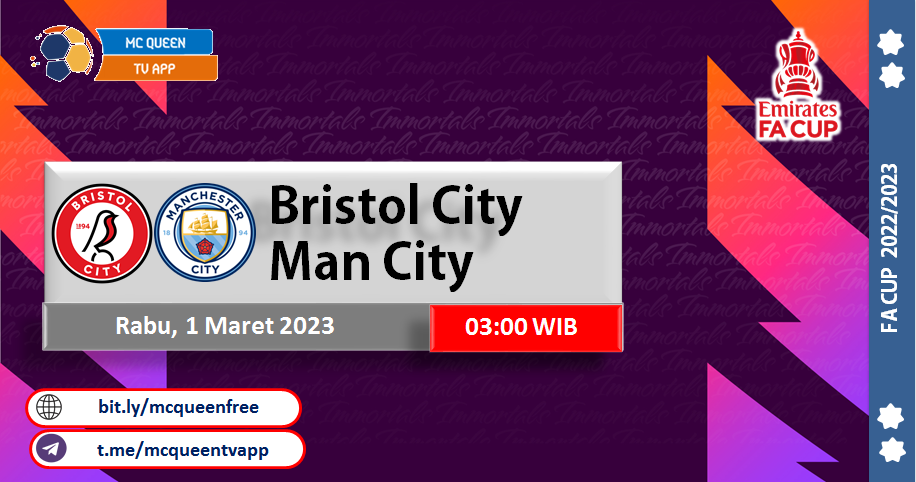 MC QUEEN
TV APP
Emirates
FA CUP
BRISTOL
1894
CITY
MANCHESTER
18 94
CITY
Bristol City
Man City
Rabu, 1 Maret 2023
03:00 WIB
bit.ly/mcqueenfree
t.me/mcqueentvapp
FA CUP 2022/2023
Immortals